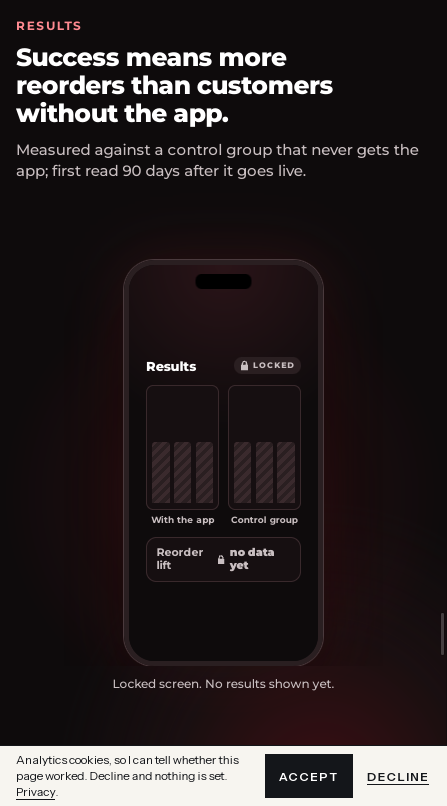 RESULTS
Success means more
reorders than customers
without the app.
Measured against a control group that never gets the
app; first read 90 days after it goes live.
Results
LOCKED
With the app
Control group
Reorder
lift
no data
yet
Locked screen. No results shown yet.
Analytics cookies, so I can tell whether this
page worked. Decline and nothing is set.
Privacy.
ACCEPT
DECLINE